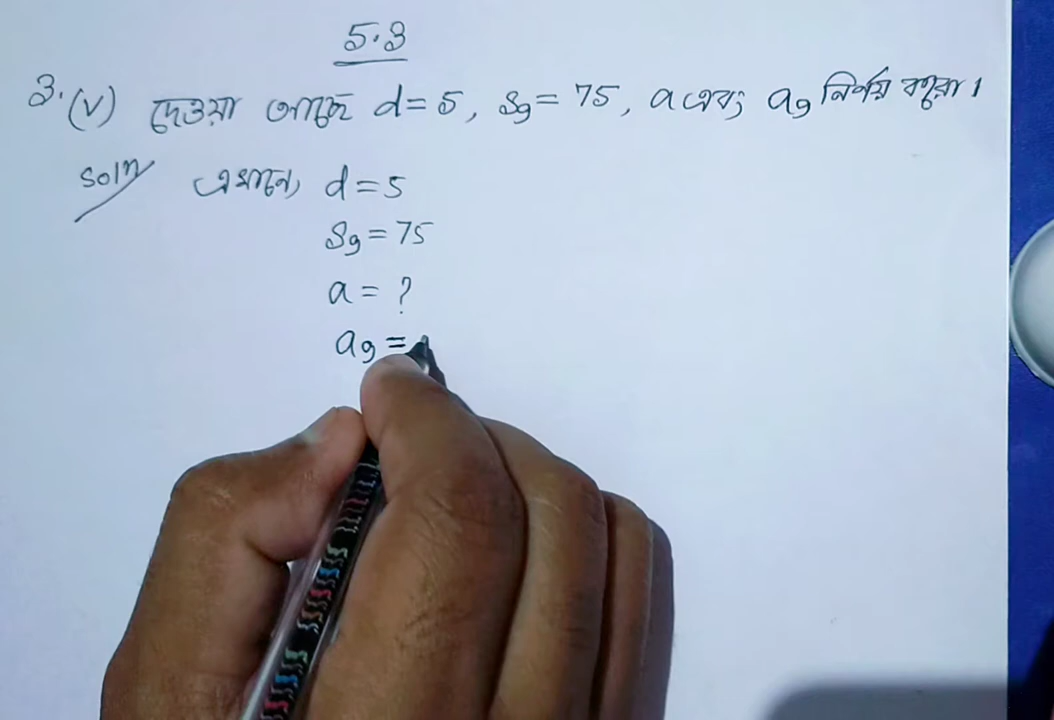 5.3
3. (v) দেওয়া আছে d = 5, S9 = 75, a এবং a9 নির্ণয় করো।
Soln এখানে, d = 5
S9 = 75
a = ?
a9 =